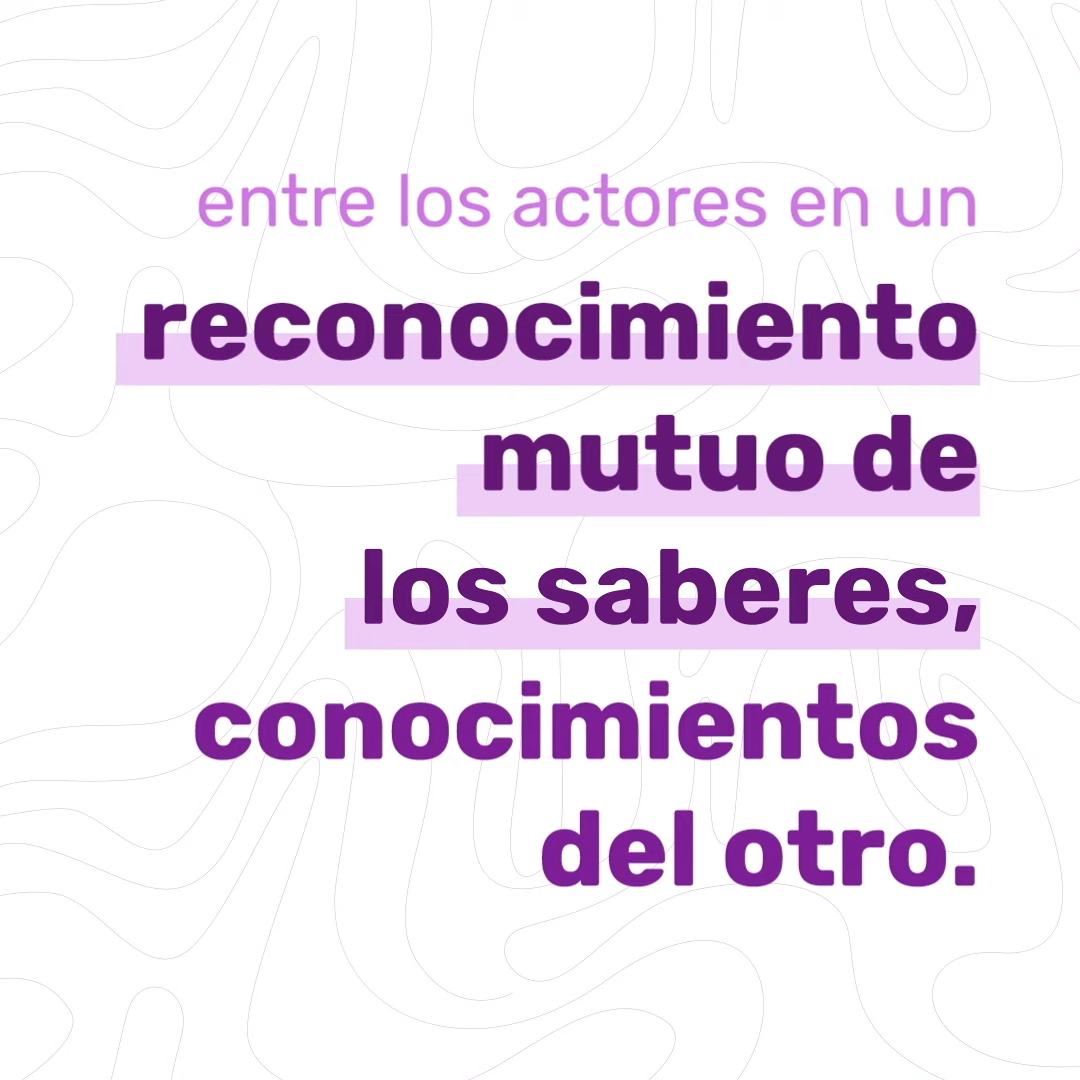 entre los actores en un
reconocimiento
mutuo de
los saberes,
conocimientos
del otro.